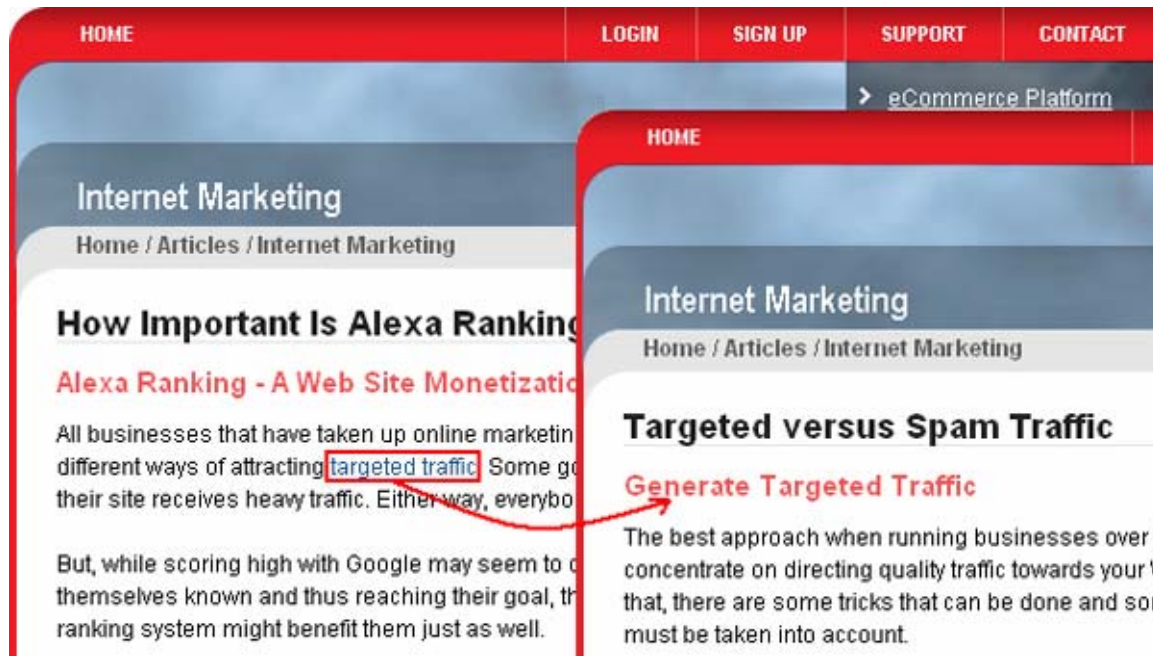 HOME LOGIN SIGN UP SUPPORT CONTACT
eCommerce Platform
Internet Marketing
Home / Articles / Internet Marketing
How Important Is Alexa Ranking
Alexa Ranking - A Web Site
All businesses that have taken up online
different ways of attracting targeted traffic. Some
their site receives heavy traffic. Either way,
But, while scoring high with Google may seem to
themselves known and thus reaching their goal,
ranking system might benefit them just as well.
HOME
Internet Marketing
Home / Articles / Internet Marketing
Targeted versus Spam Traffic
Generate Targeted Traffic
The best approach when running businesses over
concentrate on directing quality traffic towards your
that, there are some tricks that can be done and
must be taken into account.